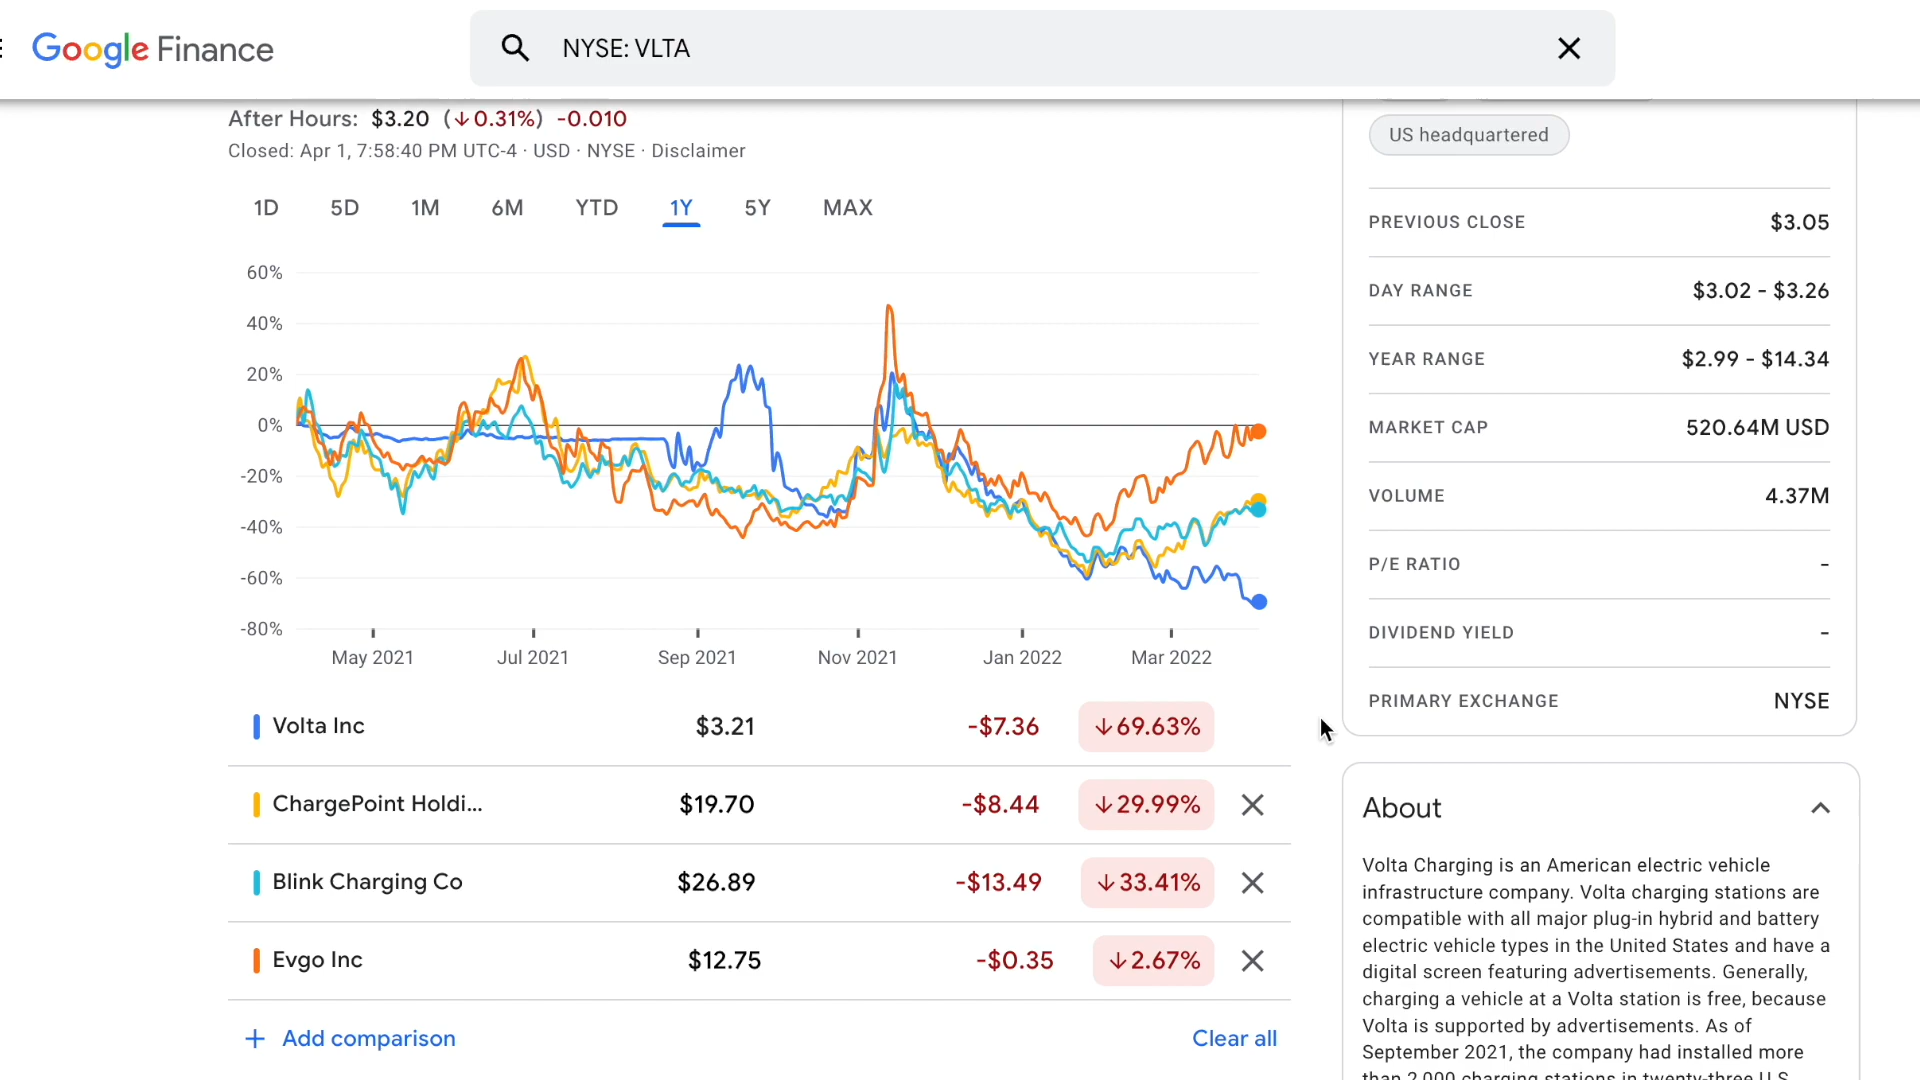 Google Finance
NYSE: VLTA
After Hours: $3.20 (↓0.31%) -0.010
Closed: Apr 1, 7:58:40 PM UTC-4 · USD · NYSE · Disclaimer
1D 5D 1M 6M YTD 1Y 5Y MAX
60%
40%
20%
0%
-20%
-40%
-60%
-80%
May 2021 Jul 2021 Sep 2021 Nov 2021 Jan 2022 Mar 2022
Volta Inc $3.21 -$7.36 ↓69.63%
ChargePoint Holdi... $19.70 -$8.44 ↓29.99%
Blink Charging Co $26.89 -$13.49 ↓33.41%
Evgo Inc $12.75 -$0.35 ↓2.67%
+ Add comparison Clear all
US headquartered
PREVIOUS CLOSE $3.05
DAY RANGE $3.02 - $3.26
YEAR RANGE $2.99 - $14.34
MARKET CAP 520.64M USD
VOLUME 4.37M
P/E RATIO -
DIVIDEND YIELD -
PRIMARY EXCHANGE NYSE
About
Volta Charging is an American electric vehicle
infrastructure company. Volta charging stations are
compatible with all major plug-in hybrid and battery
electric vehicle types in the United States and have a
digital screen featuring advertisements. Generally,
charging a vehicle at a Volta station is free, because
Volta is supported by advertisements. As of
September 2021, the company had installed more
than 2,000 charging stations in twenty-three U.S.